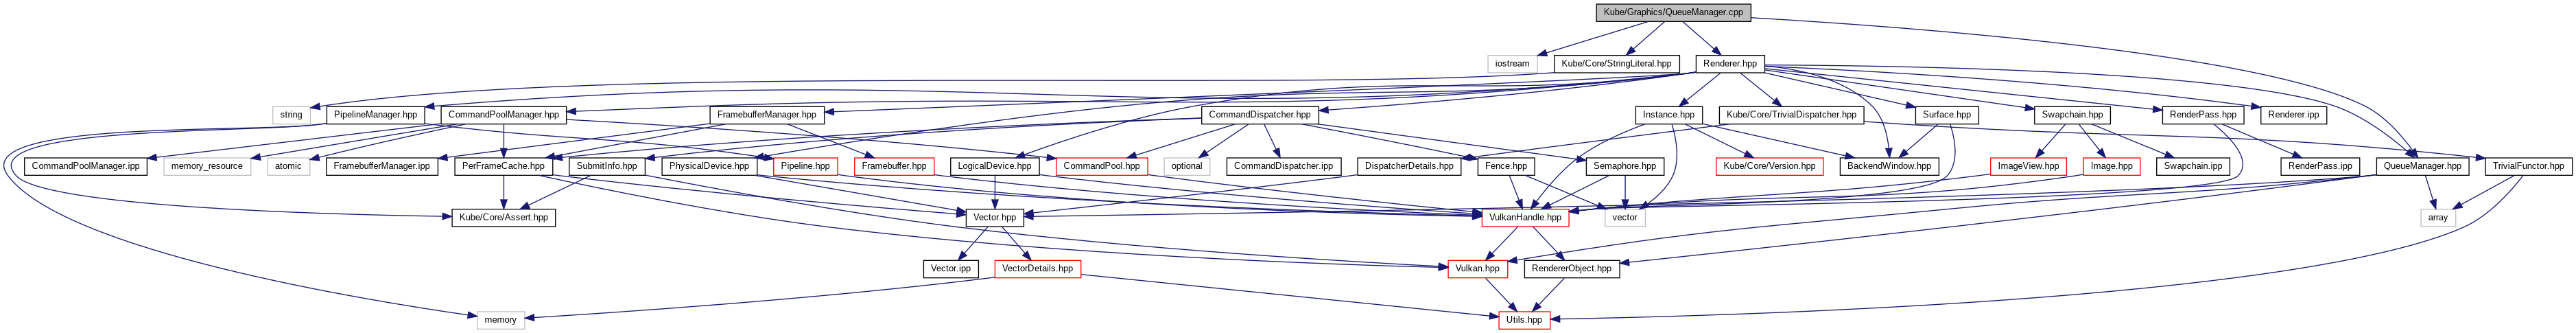 Kube/Graphics/QueueManager.cpp
iostream
Kube/Core/StringLiteral.hpp
Renderer.hpp
string
PipelineManager.hpp
CommandPoolManager.hpp
FramebufferManager.hpp
CommandDispatcher.hpp
Instance.hpp
Kube/Core/TrivialDispatcher.hpp
Surface.hpp
Swapchain.hpp
RenderPass.hpp
Renderer.ipp
CommandPoolManager.ipp
memory_resource
atomic
FramebufferManager.ipp
PerFrameCache.hpp
SubmitInfo.hpp
PhysicalDevice.hpp
Pipeline.hpp
Framebuffer.hpp
LogicalDevice.hpp
CommandPool.hpp
optional
CommandDispatcher.ipp
DispatcherDetails.hpp
Fence.hpp
Semaphore.hpp
Kube/Core/Version.hpp
BackendWindow.hpp
ImageView.hpp
Image.hpp
Swapchain.ipp
RenderPass.ipp
QueueManager.hpp
TrivialFunctor.hpp
Kube/Core/Assert.hpp
Vector.hpp
VulkanHandle.hpp
vector
array
Vector.ipp
VectorDetails.hpp
Vulkan.hpp
RendererObject.hpp
memory
Utils.hpp